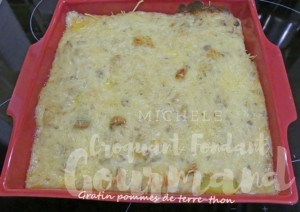 MICHELE
Croquant Fondant
Gourmand
Gratin pommes de terre-thon